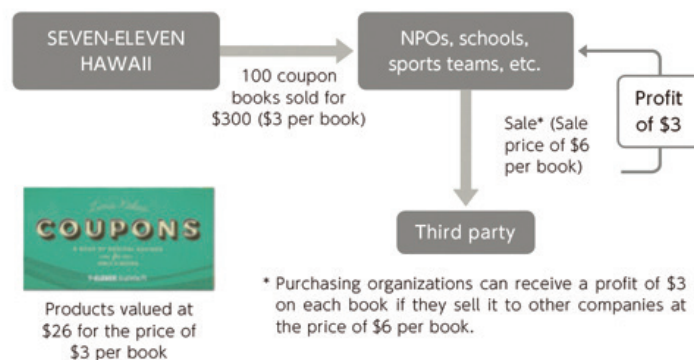 SEVEN-ELEVEN
HAWAII
100 coupon
books sold for
$300 ($3 per book)
NPOs, schools,
sports teams, etc.
Sale* (Sale
price of $6
per book)
Profit
of $3
Third party
COUPONS
Products valued at
$26 for the price of
$3 per book
* Purchasing organizations can receive a profit of $3
on each book if they sell it to other companies at
the price of $6 per book.